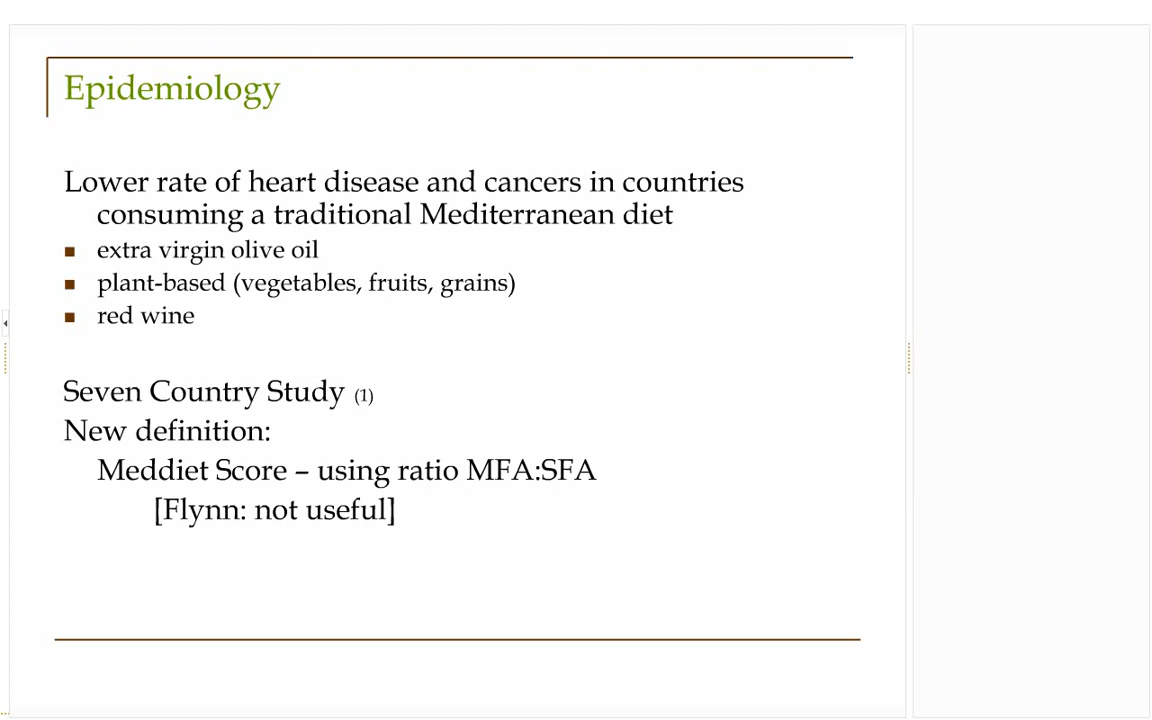 Epidemiology
Lower rate of heart disease and cancers in countries
consuming a traditional Mediterranean diet
extra virgin olive oil
plant-based (vegetables, fruits, grains)
red wine
Seven Country Study (1)
New definition:
Meddiet Score – using ratio MFA:SFA
[Flynn: not useful]